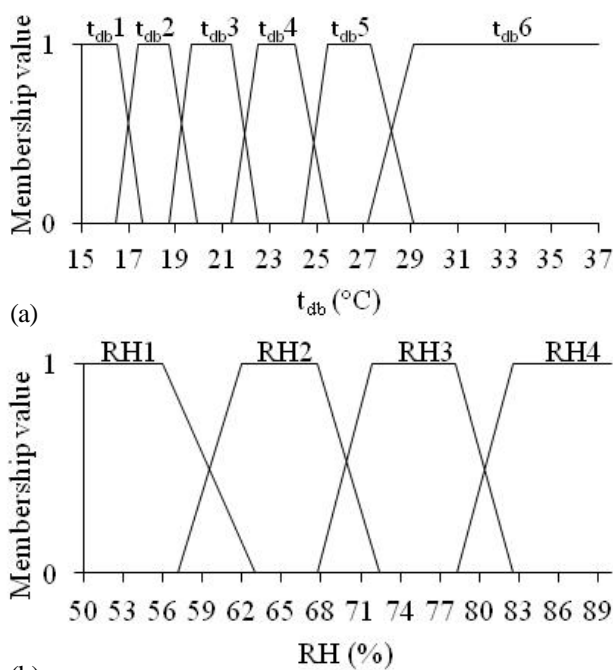 t_db1 t_db2 t_db3 t_db4 t_db5 t_db6
Membership value
1
0
15 17 19 21 23 25 27 29 31 33 35 37
t_db (°C)
(a)
RH1 RH2 RH3 RH4
Membership value
1
0
50 53 56 59 62 65 68 71 74 77 80 83 86 89
RH (%)